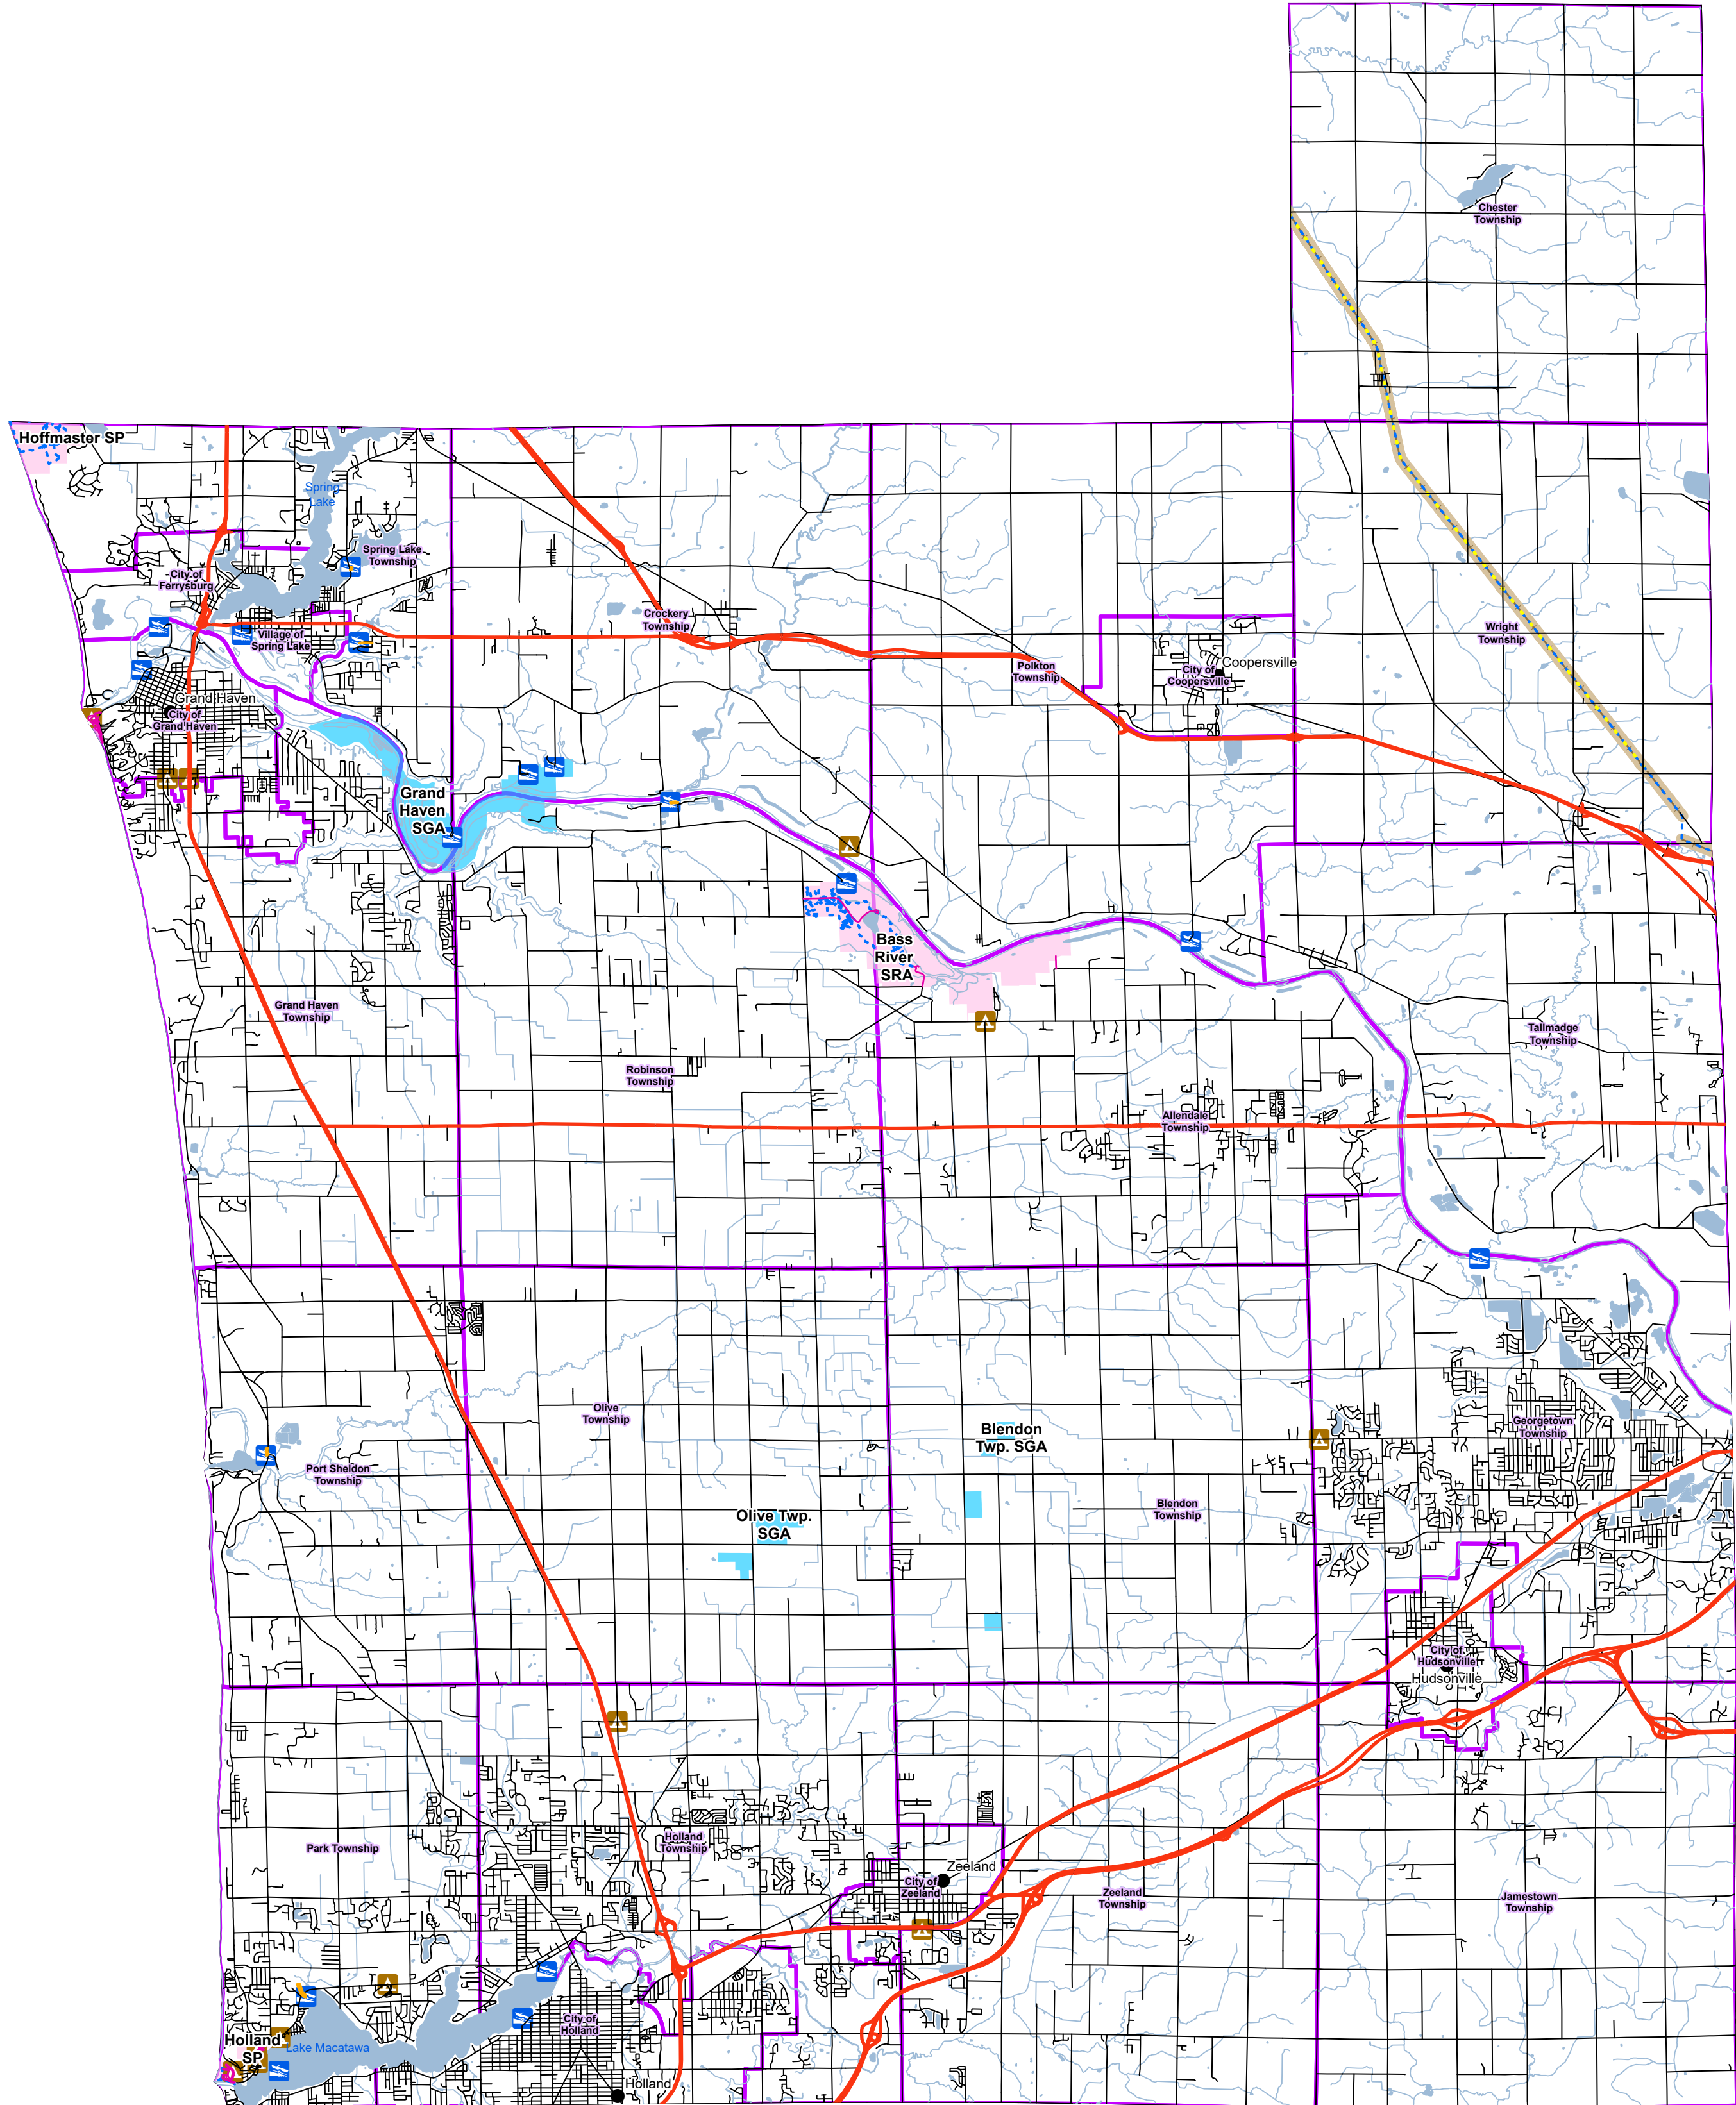 Chester
Township
Hoffmaster SP
Spring
Lake
Spring Lake
Township
City of
Ferrysburg
Village of
Spring Lake
Crockery
Township
Wright
Township
Polkton
Township
Coopersville
City of
Coopersville
Grand Haven
City of
Grand Haven
Grand
Haven
SGA
Bass
River
SRA
Grand Haven
Township
Robinson
Township
Tallmadge
Township
Allendale
Township
Olive
Township
Blendon
Twp. SGA
Georgetown
Township
Port Sheldon
Township
Olive Twp.
SGA
Blendon
Township
City of
Hudsonville
Hudsonville
Park Township
Holland
Township
Zeeland
City of
Zeeland
Zeeland
Township
Jamestown
Township
City of
Holland
Holland
SP
Lake Macatawa
Holland